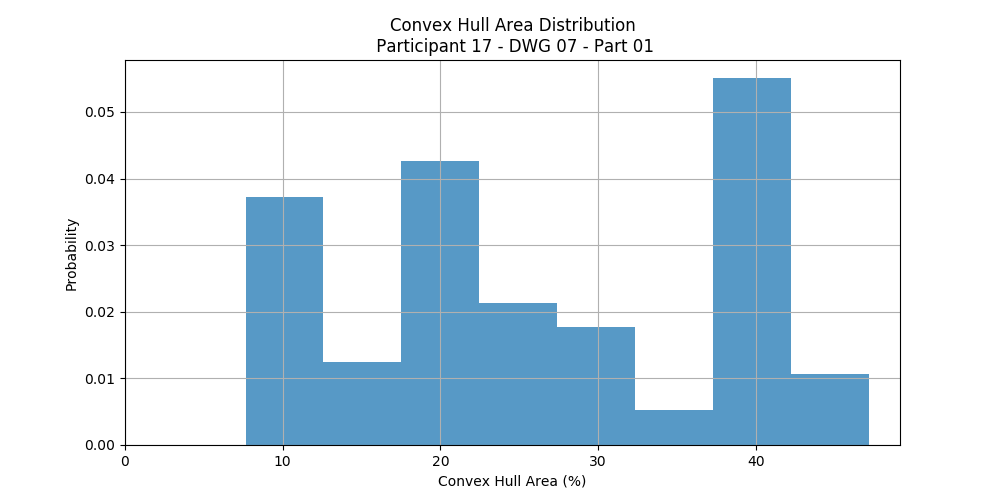 Convex Hull Area Distribution
Participant 17 - DWG 07 - Part 01
0.05
0.04
0.03
0.02
0.01
0.00
Probability
0 10 20 30 40
Convex Hull Area (%)